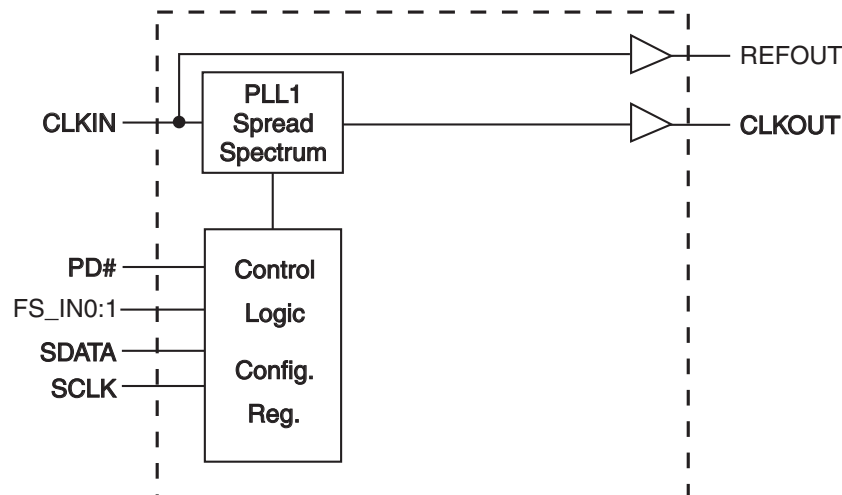 REFOUT
PLL1
Spread
Spectrum
CLKIN
CLKOUT
PD#
FS_IN0:1
SDATA
SCLK
Control
Logic
Config.
Reg.